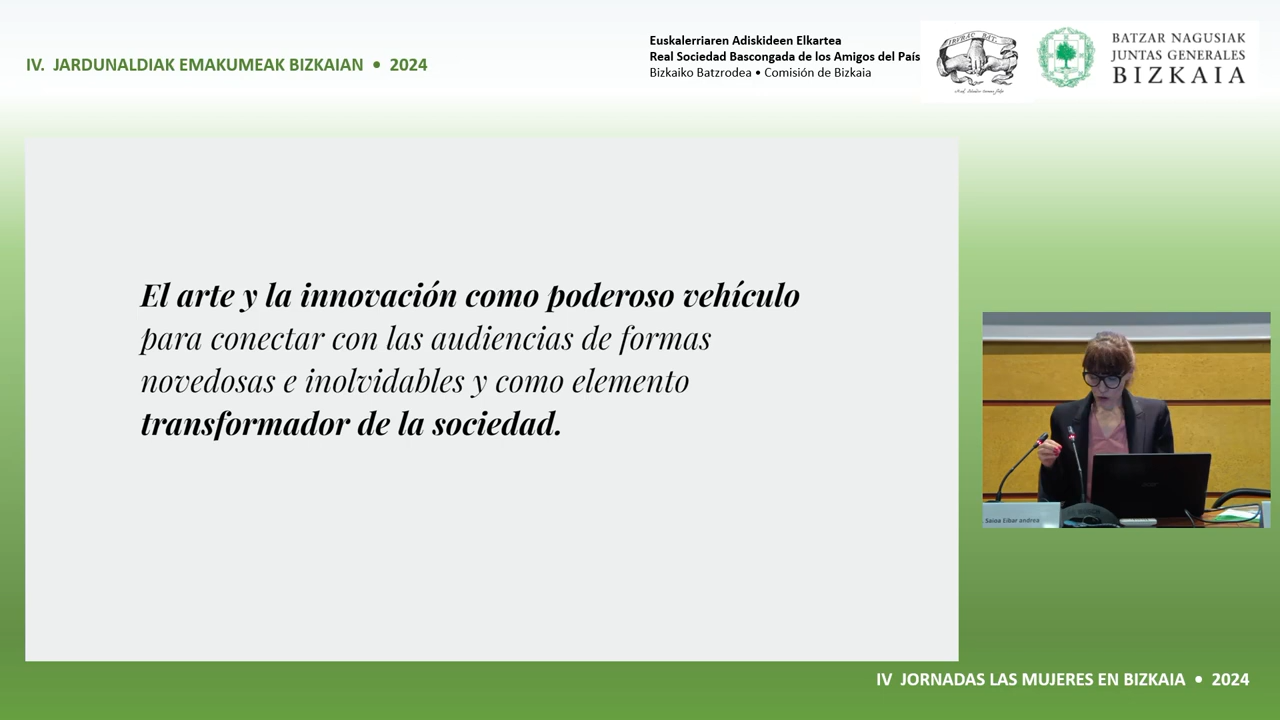 IV. JARDUNALDIAK EMAKUMEAK BIZKAIAN • 2024
Euskalerriaren Adiskideen Elkartea
Real Sociedad Bascongada de los Amigos del País
Bizkaiko Batzrodea • Comisión de Bizkaia
BATZAR NAGUSIAK
JUNTAS GENERALES
BIZKAIA
El arte y la innovación como poderoso vehículo
para conectar con las audiencias de formas
novedosas e inolvidables y como elemento
transformador de la sociedad.
Eibar andrea
IV JORNADAS LAS MUJERES EN BIZKAIA • 2024